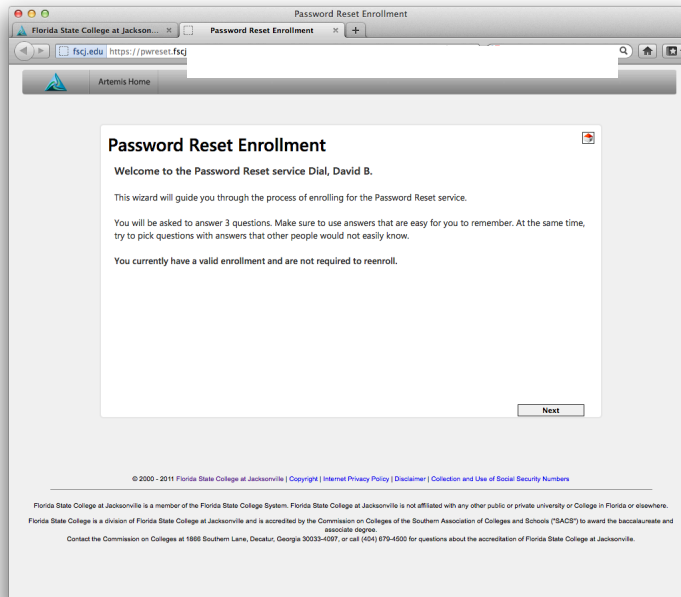 Password Reset Enrollment
Florida State College at Jackson...
Password Reset Enrollment
fscj.edu https://pwreset.fscj
Artemis Home
Password Reset Enrollment
Welcome to the Password Reset service Dial, David B.
This wizard will guide you through the process of enrolling for the Password Reset service.
You will be asked to answer 3 questions. Make sure to use answers that are easy for you to remember. At the same time,
try to pick questions with answers that other people would not easily know.
You currently have a valid enrollment and are not required to reenroll.
Next
© 2000 - 2011 Florida State College at Jacksonville | Copyright | Internet Privacy Policy | Disclaimer | Collection and Use of Social Security Numbers
Florida State College at Jacksonville is a member of the Florida State College System. Florida State College at Jacksonville is not affiliated with any other public or private university or College in Florida or elsewhere.
Florida State College is a division of Florida State College at Jacksonville and is accredited by the Commission on Colleges of the Southern Association of Colleges and Schools ("SACS") to award the baccalaureate and
associate degree.
Contact the Commission on Colleges at 1866 Southern Lane, Decatur, Georgia 30033-4097, or call (404) 679-4500 for questions about the accreditation of Florida State College at Jacksonville.